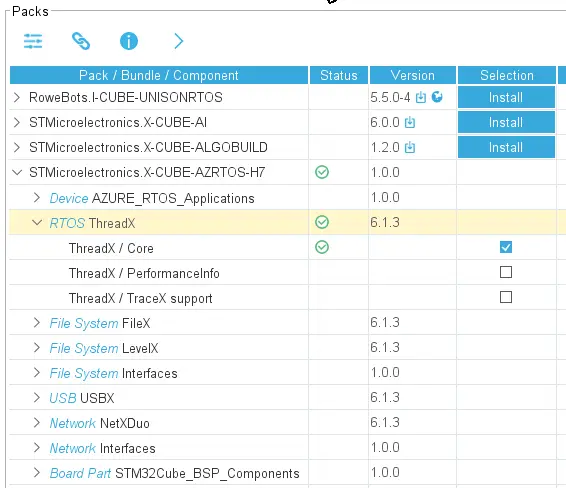 Packs
Pack / Bundle / Component Status Version Selection
RoweBots.I-CUBE-UNISONRTOS 5.5.0-4 Install
STMicroelectronics.X-CUBE-AI 6.0.0 Install
STMicroelectronics.X-CUBE-ALGOBUILD 1.2.0 Install
STMicroelectronics.X-CUBE-AZRTOS-H7 1.0.0
Device AZURE_RTOS_Applications 1.0.0
RTOS ThreadX 6.1.3
ThreadX / Core
ThreadX / PerformanceInfo
ThreadX / TraceX support
File System FileX 6.1.3
File System LevelX 6.1.3
File System Interfaces 1.0.0
USB USBX 6.1.3
Network NetXDuo 6.1.3
Network Interfaces 1.0.0
Board Part STM32Cube_BSP_Components 1.0.0